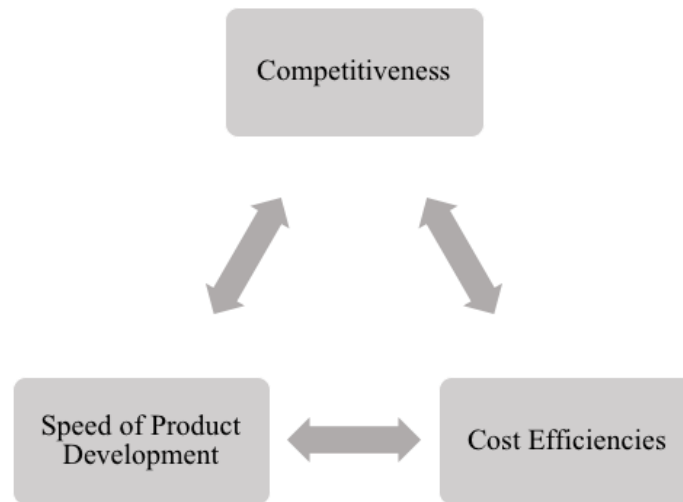 Competitiveness
Speed of Product
Development
Cost Efficiencies